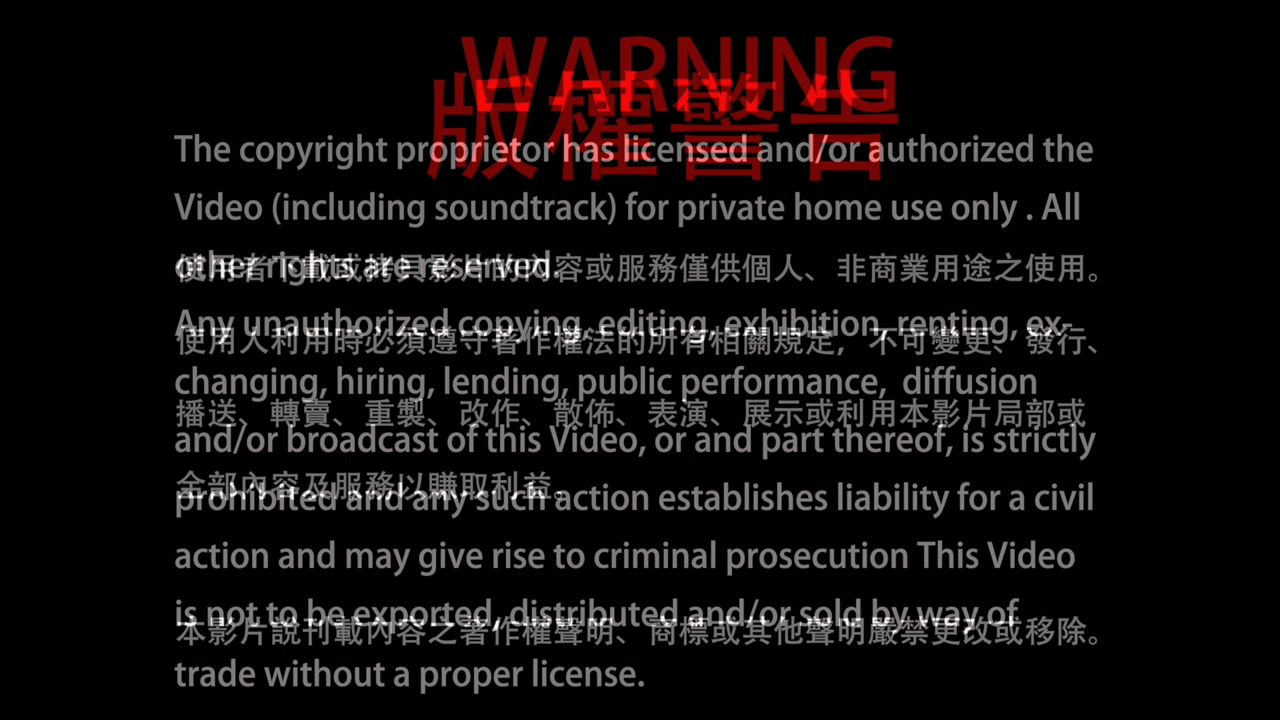 WARNING
版權警告
The copyright proprietor has licensed and/or authorized the
Video (including soundtrack) for private home use only . All
other rights are reserved.
使用者下載或拷貝影片的內容或服務僅供個人、非商業用途之使用。
Any unauthorized copying, editing, exhibition, renting, ex-
使用人利用時必須遵守著作權法的所有相關規定，不可變更、發行、
changing, hiring, lending, public performance, diffusion
播送、轉賣、重製、改作、散佈、表演、展示或利用本影片局部或
and/or broadcast of this Video, or and part thereof, is strictly
全部內容及服務以賺取利益。
prohibited and any such action establishes liability for a civil
action and may give rise to criminal prosecution This Video
is not to be exported, distributed and/or sold by way of
本影片說刊載內容之著作權聲明、商標或其他聲明嚴禁更改或移除。
trade without a proper license.